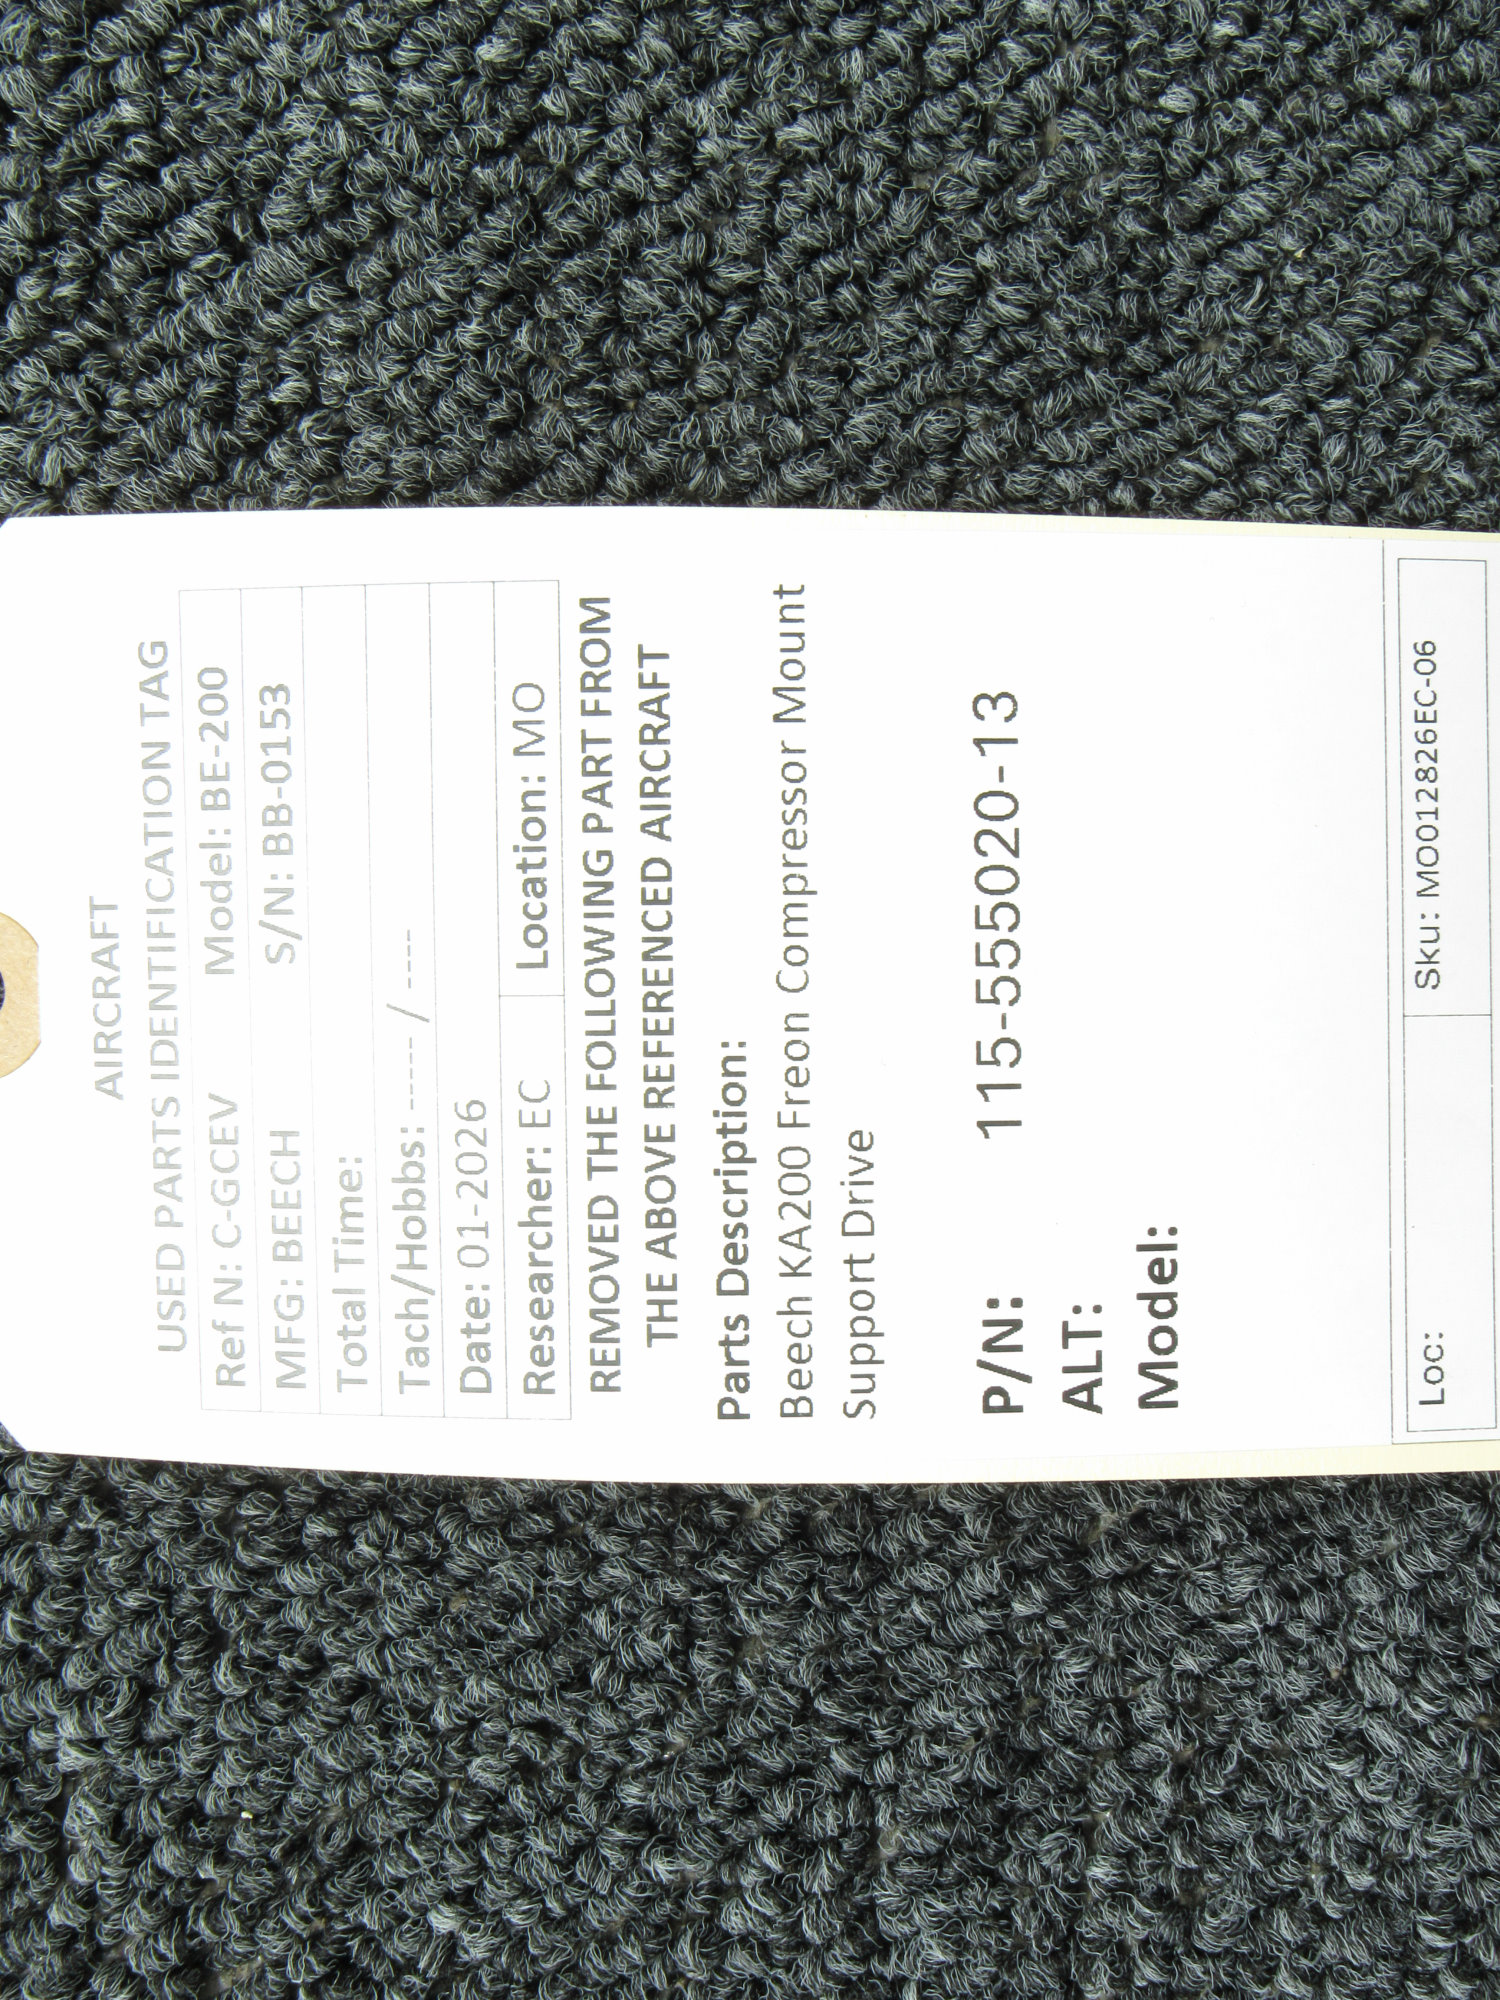 AIRCRAFT
USED PARTS IDENTIFICATION TAG
Ref N: C-GCEV Model: BE-200
MFG: BEECH S/N: BB-0153
Total Time:
Tach/Hobbs: ----- / ----
Date: 01-2026
Researcher: EC Location: MO
REMOVED THE FOLLOWING PART FROM
THE ABOVE REFERENCED AIRCRAFT
Parts Description:
Beech KA200 Freon Compressor Mount
Support Drive
P/N: 115-555020-13
ALT:
Model:
Loc: Sku: MO012826EC-06